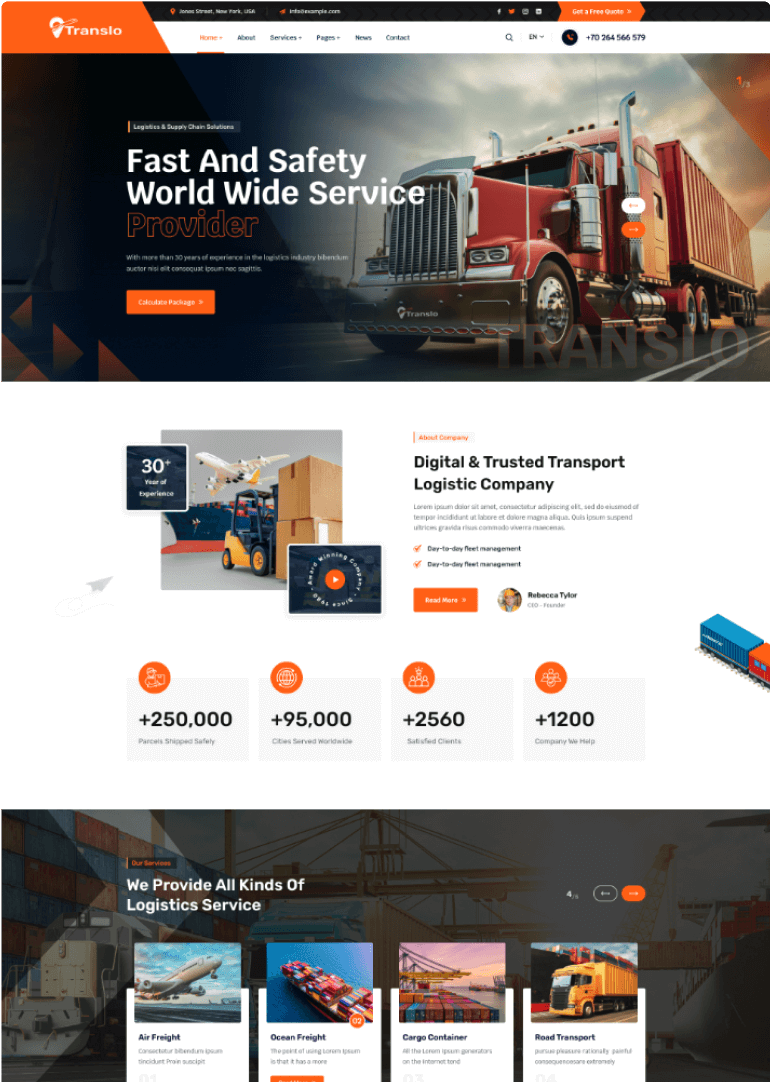 Translo
Jones Street, New York, USA
info@example.com
Get a Free Quote »
Home
About
Services
Pages
News
Contact
EN
+70 264 566 579
1/3
Logistics & Supply Chain Solutions
Fast And Safety
World Wide Service
Provider
With more than 30 years of experience in the logistics industry bibendum
auctor nisi elit consequat ipsum nec sagittis.
Calculate Package »
Translo
TRANSLO
30+
Year of
Experience
Award Winning Company - Since 1980 -
About Company
Digital & Trusted Transport
Logistic Company
Lorem ipsum dolor sit amet, consectetur adipiscing elit, sed do eiusmod of
tempor incididunt ut labore et dolore magna aliqua. Quis ipsum suspend
ultrices gravida risus commodo viverra maecenas.
Day-to-day fleet management
Day-to-day fleet management
Read More »
Rebecca Tylor
CEO - Founder
+250,000
Parcels Shipped Safely
+95,000
Cities Served Worldwide
+2560
Satisfied Clients
+1200
Company We Help
Our Services
We Provide All Kinds Of
Logistics Service
4/5
Air Freight
Consectetur bibendum ipsum
tincidunt Proin suscipit
01
02
Ocean Freight
The point of using Lorem Ipsum
is that it has a more
Cargo Container
All the Lorem Ipsum generators
on the Internet tend
03
Road Transport
pursue pleasure rationally painful
consequencesare extremely
04